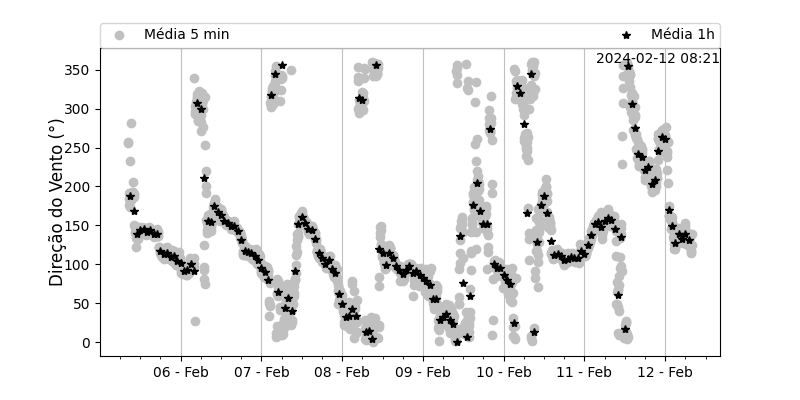 Média 5 min
Média 1h
2024-02-12 08:21
Direção do Vento (°)
350
300
250
200
150
100
50
0
06 - Feb
07 - Feb
08 - Feb
09 - Feb
10 - Feb
11 - Feb
12 - Feb